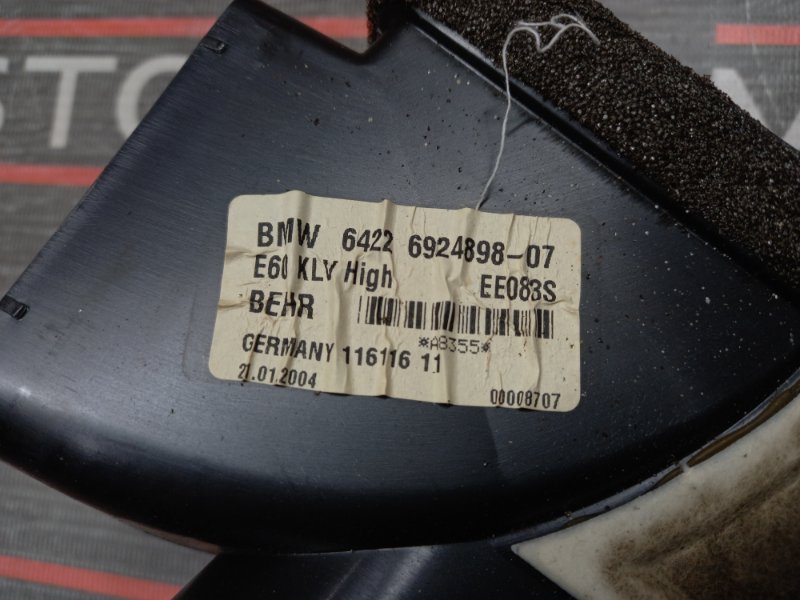 BMW 6422 6924898-07
E60 KLV High EE083S
BEHR
*A8355*
GERMANY 116116 11
21.01.2004 00008707